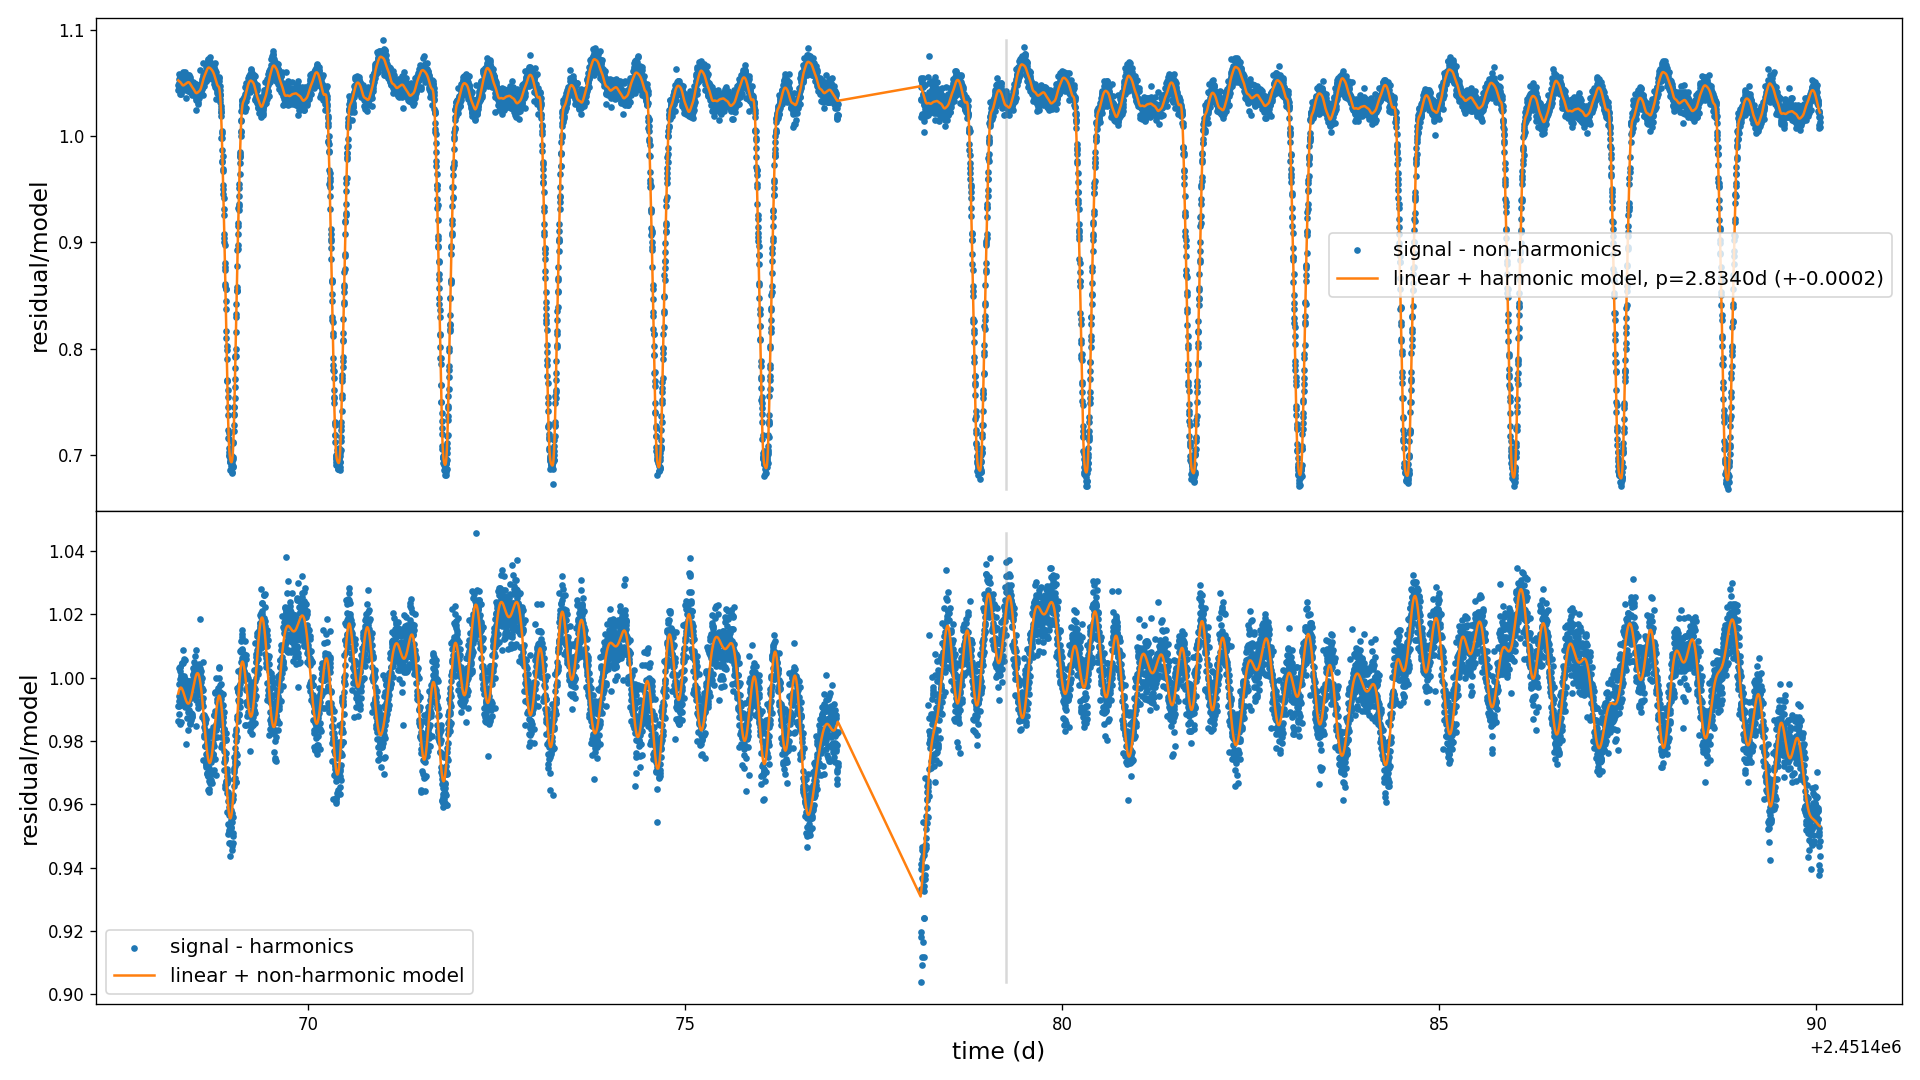 1.1
1.0
0.9
0.8
0.7
residual/model
signal - non-harmonics
linear + harmonic model, p=2.8340d (+-0.0002)
1.04
1.02
1.00
0.98
0.96
0.94
0.92
0.90
residual/model
signal - harmonics
linear + non-harmonic model
70 75 80 85 90
time (d)
+2.4514e6